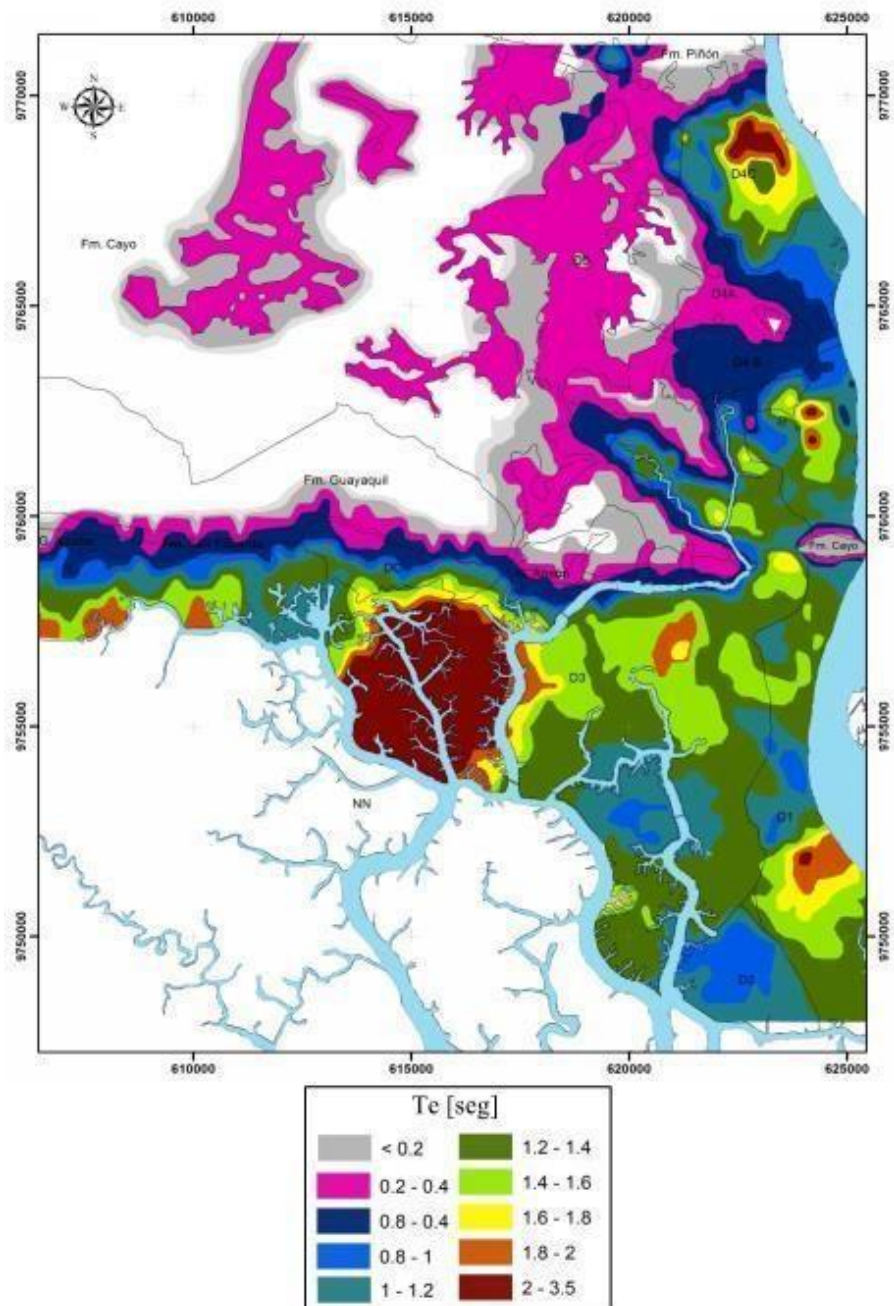 610000 615000 620000 625000
Fm. Piñón
9770000 9770000
N
W E
S
D4C
Fm. Cayo
9765000 9765000
D4A
Fm. Guayaquil
9760000 9760000
Fm. Cayo
D3
9755000 9755000
NN
D1
9750000 9750000
D2
610000 615000 620000 625000
Te [seg]
< 0.2 1.2 - 1.4
0.2 - 0.4 1.4 - 1.6
0.8 - 0.4 1.6 - 1.8
0.8 - 1 1.8 - 2
1 - 1.2 2 - 3.5